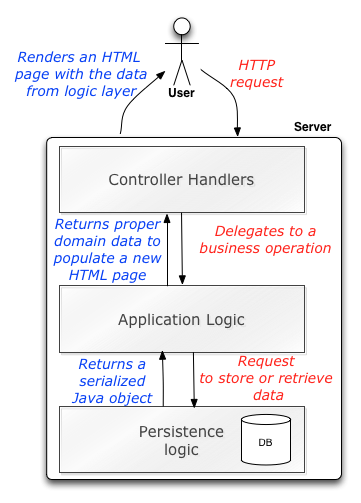 Renders an HTML
page with the data
from logic layer
User
HTTP
request
Server
Controller Handlers
Returns proper
domain data to
populate a new
HTML page
Delegates to a
business operation
Application Logic
Returns a
serialized
Java object
Request
to store or retrieve
data
Persistence
logic
DB